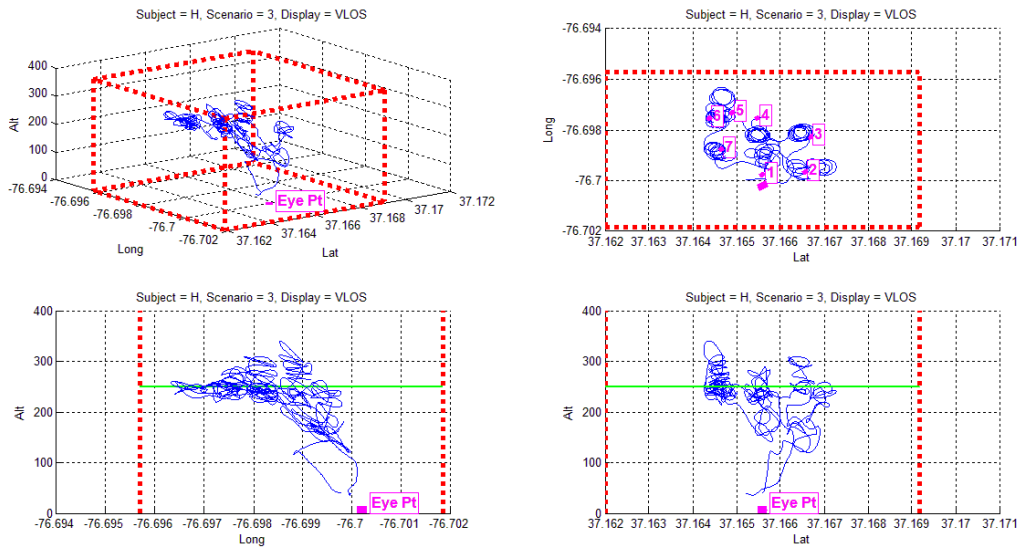 Subject = H, Scenario = 3, Display = VLOS
400
300
200
100
0
Alt
-76.694
-76.696
-76.698
-76.7
-76.702
Long
37.162
37.164
37.166
37.168
37.17
37.172
Lat
Eye Pt
Subject = H, Scenario = 3, Display = VLOS
-76.694
-76.696
-76.698
-76.7
-76.702
Long
6
5
4
3
7
1
2
37.162 37.163 37.164 37.165 37.166 37.167 37.168 37.169 37.17 37.171
Lat
Subject = H, Scenario = 3, Display = VLOS
400
300
200
100
0
Alt
Eye Pt
-76.694 -76.695 -76.696 -76.697 -76.698 -76.699 -76.7 -76.701 -76.702
Long
Subject = H, Scenario = 3, Display = VLOS
400
300
200
100
0
Alt
Eye Pt
37.162 37.163 37.164 37.165 37.166 37.167 37.168 37.169 37.17 37.171
Lat